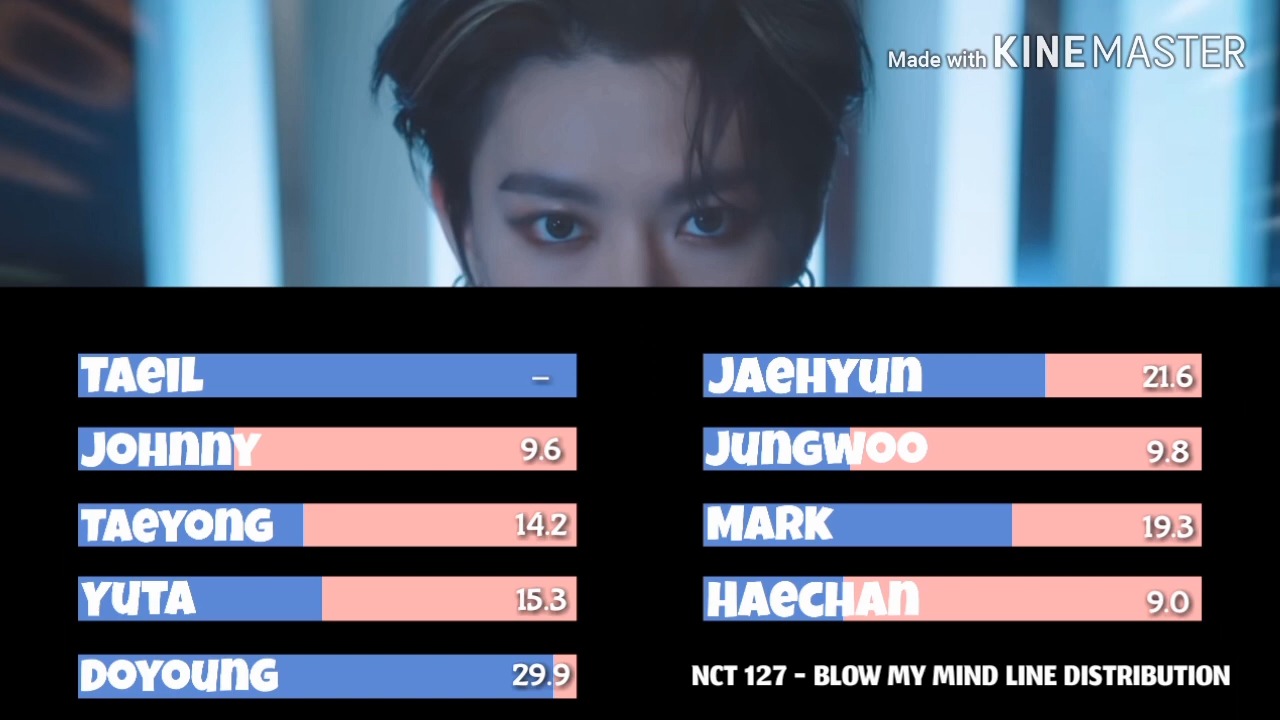 Made with KINEMASTER
TAEIL –
JOHNNY 9.6
TAEYONG 14.2
YUTA 15.3
DOYOUNG 29.9
JAEHYUN 21.6
JUNGWOO 9.8
MARK 19.3
HAECHAN 9.0
NCT 127 - BLOW MY MIND LINE DISTRIBUTION